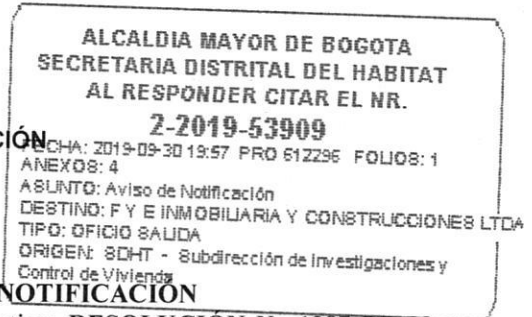 ALCALDIA MAYOR DE BOGOTA
SECRETARIA DISTRITAL DEL HABITAT
AL RESPONDER CITAR EL NR.
2-2019-53909
CIÓN
FECHA: 2019-09-30 19:57 PRO 612296 FOLIOS: 1
ANEXOS: 4
ASUNTO: Aviso de Notificación
DESTINO: F Y E INMOBILIARIA Y CONSTRUCCIONES LTDA
TIPO: OFICIO SALIDA
ORIGEN: SDHT - Subdirección de Investigaciones y
Control de Vivienda
NOTIFICACIÓN
RESOLUCIÓN